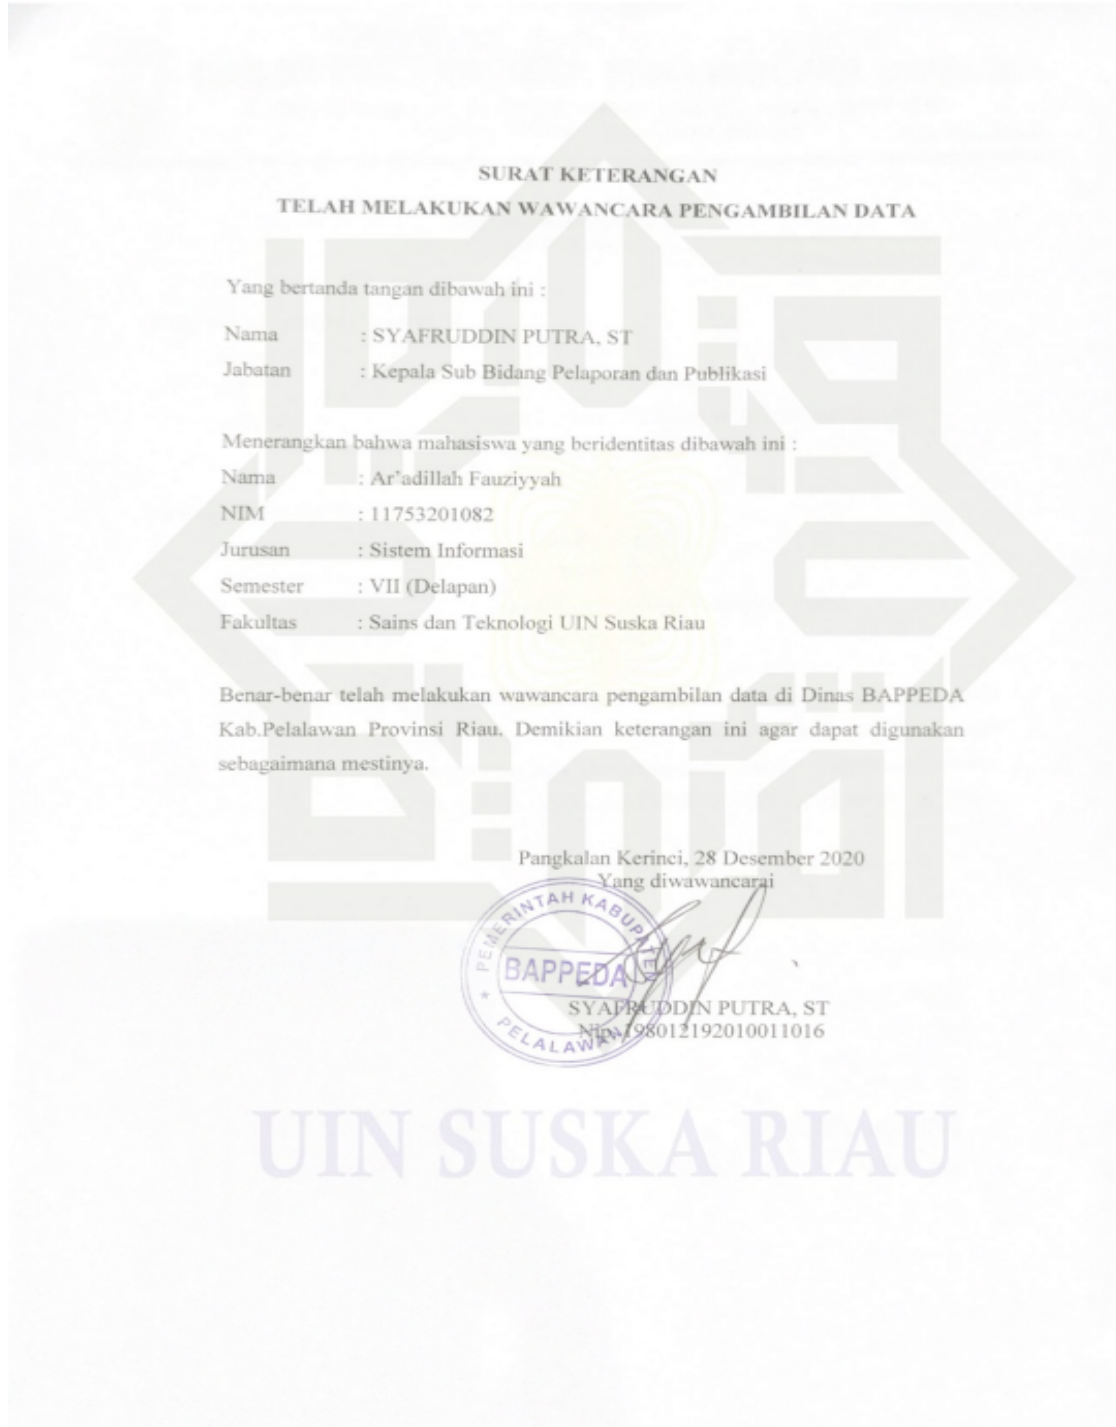 SURAT KETERANGAN
TELAH MELAKUKAN WAWANCARA PENGAMBILAN DATA
Yang bertanda tangan dibawah ini :
Nama : SYAFRUDDIN PUTRA, ST
Jabatan : Kepala Sub Bidang Pelaporan dan Publikasi
Menerangkan bahwa mahasiswa yang beridentitas dibawah ini :
Nama : Ar'adillah Fauziyyah
NIM : 11753201082
Jurusan : Sistem Informasi
Semester : VII (Delapan)
Fakultas : Sains dan Teknologi UIN Suska Riau
Benar-benar telah melakukan wawancara pengambilan data di Dinas BAPPEDA
Kab.Pelalawan Provinsi Riau. Demikian keterangan ini agar dapat digunakan
sebagaimana mestinya.
Pangkalan Kerinci, 28 Desember 2020
Yang diwawancarai
PEMERINTAH KABUPATEN
BAPPEDA
PELALAWAN
SYAFRUDDIN PUTRA, ST
Nip. 198012192010011016
UIN SUSKA RIAU